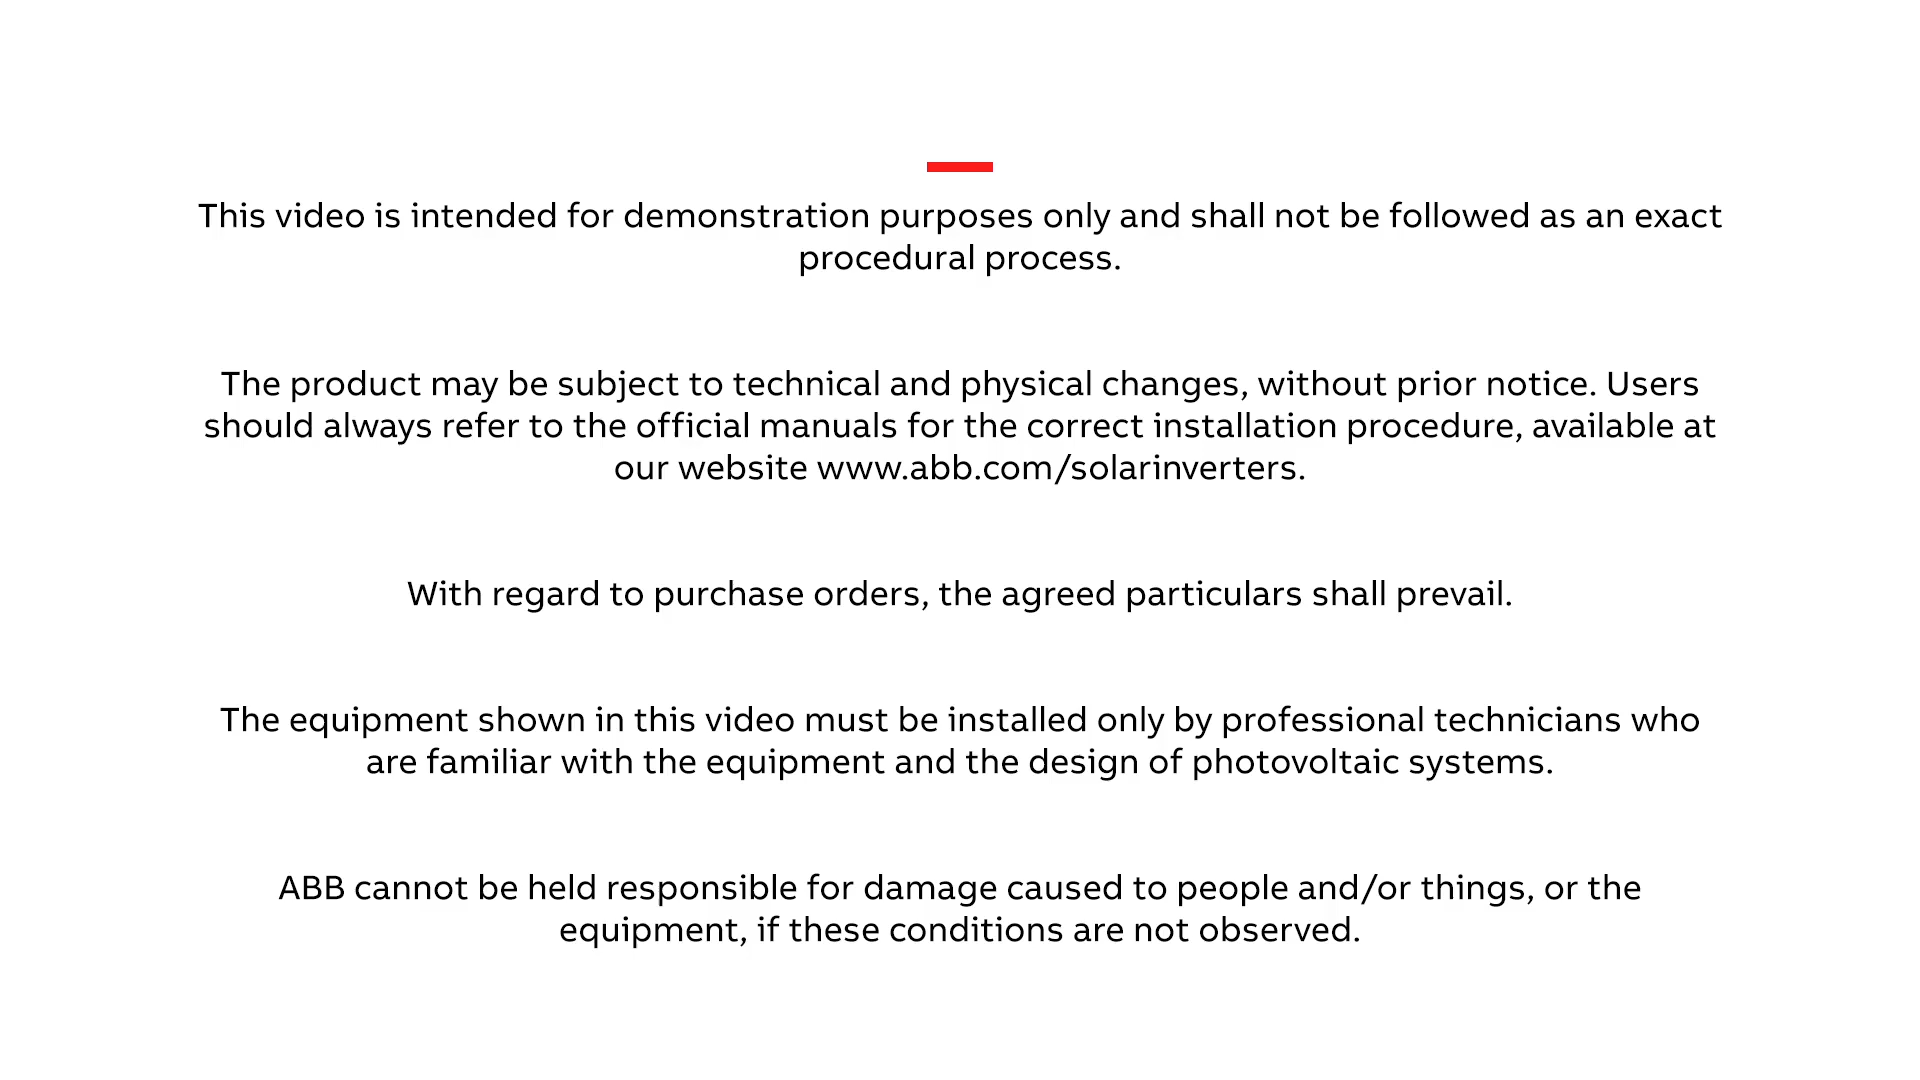 This video is intended for demonstration purposes only and shall not be followed as an exact
procedural process.
The product may be subject to technical and physical changes, without prior notice. Users
should always refer to the official manuals for the correct installation procedure, available at
our website www.abb.com/solarinverters.
With regard to purchase orders, the agreed particulars shall prevail.
The equipment shown in this video must be installed only by professional technicians who
are familiar with the equipment and the design of photovoltaic systems.
ABB cannot be held responsible for damage caused to people and/or things, or the
equipment, if these conditions are not observed.